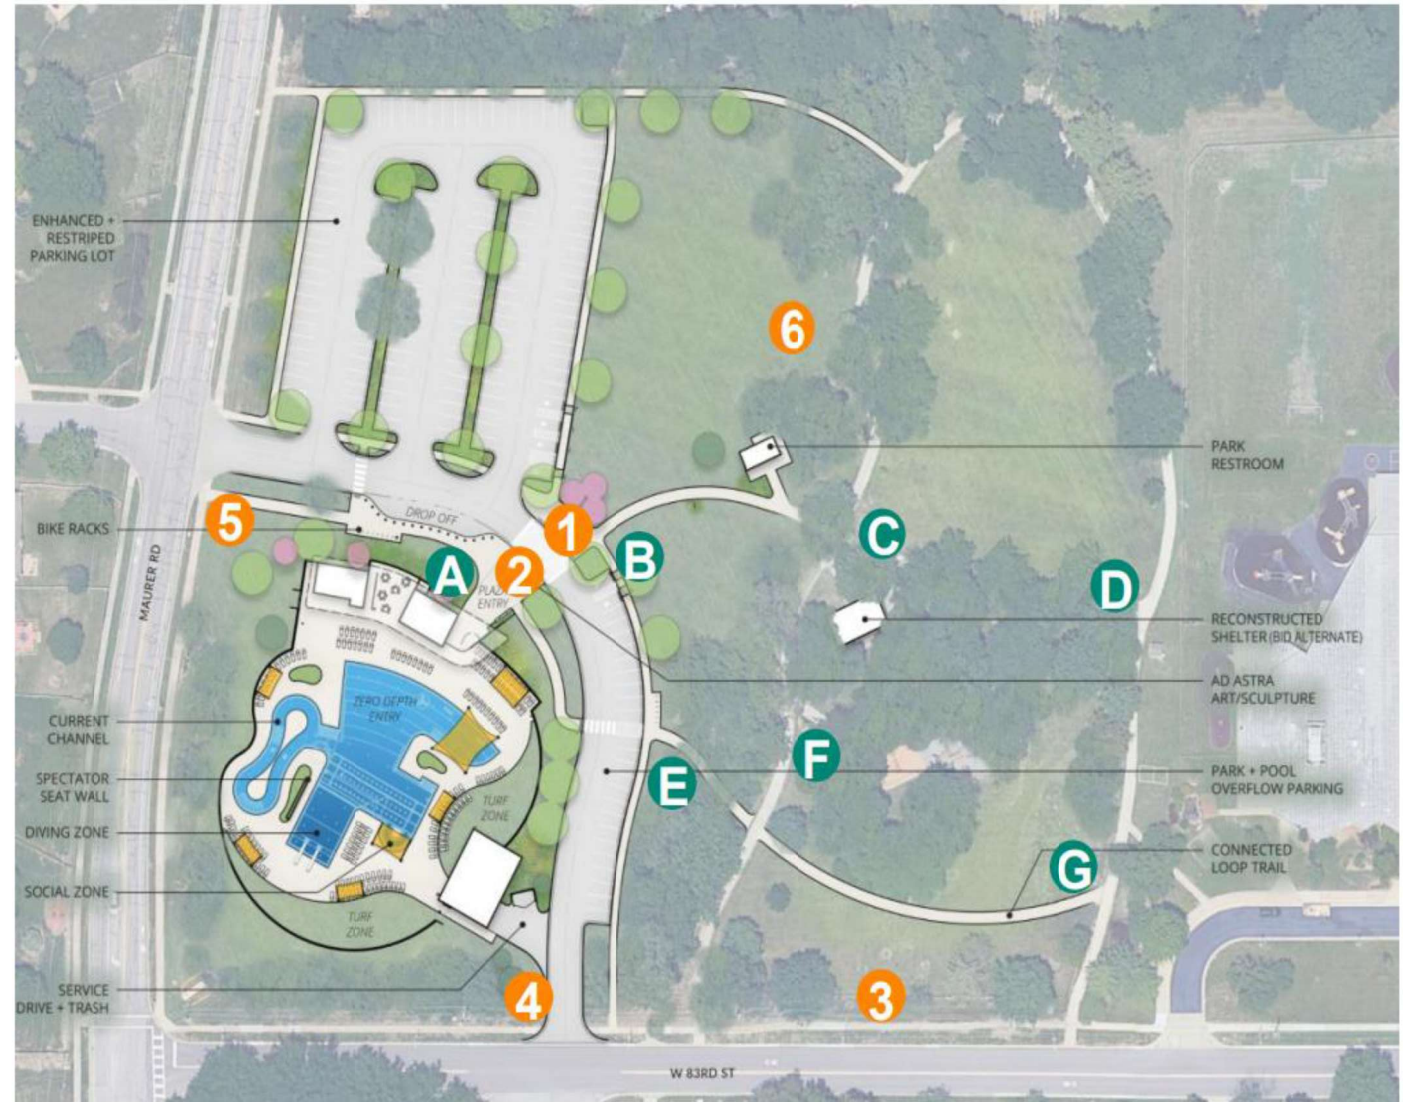 ENHANCED +
RESTRIPED
PARKING LOT
6
PARK
RESTROOM
DROP OFF
5
BIKE RACKS
1
C
A
2
B
D
PLAZA
ENTRY
MAURER RD
RECONSTRUCTED
SHELTER (BID ALTERNATE)
AD ASTRA
ART/SCULPTURE
ZERO DEPTH
ENTRY
CURRENT
CHANNEL
F
E
PARK + POOL
OVERFLOW PARKING
SPECTATOR
SEAT WALL
TURF
ZONE
DIVING ZONE
CONNECTED
LOOP TRAIL
G
SOCIAL ZONE
TURF
ZONE
SERVICE
DRIVE + TRASH
4
3
W 83RD ST